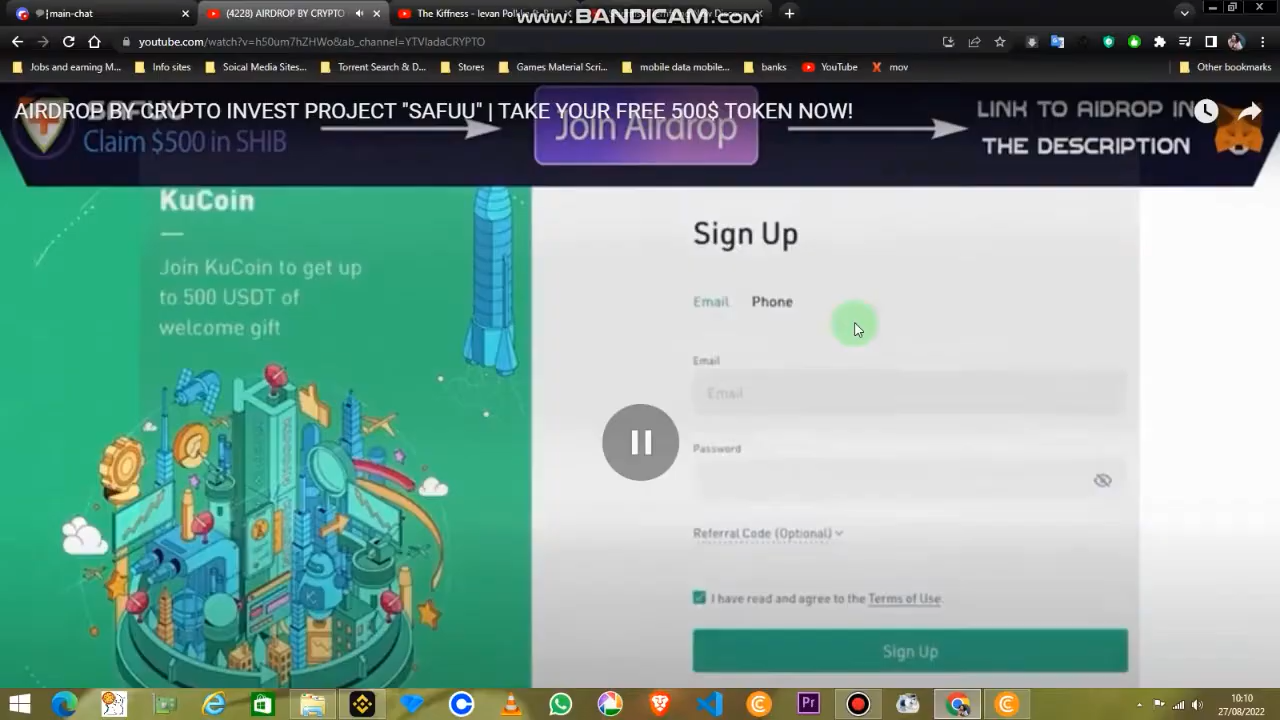 main-chat
(4228) AIRDROP BY CRYPTO
The Kiffness - Ievan Pol
www.BANDICAM.com
youtube.com/watch?v=h50um7hZHWo&ab_channel=YTVladaCRYPTO
Jobs and earning M...
Info sites
Soical Media Sites...
Torrent Search & D...
Stores
Games Material Scri...
mobile data mobile...
banks
YouTube
mov
Other bookmarks
AIRDROP BY CRYPTO INVEST PROJECT "SAFUU" | TAKE YOUR FREE 500$ TOKEN NOW!
Claim $500 in SHIB
Join Airdrop
LINK TO AIDROP IN
THE DESCRIPTION
KuCoin
Join KuCoin to get up
to 500 USDT of
welcome gift
Sign Up
Email Phone
Email
Email
Password
Referral Code (Optional)
I have read and agree to the Terms of Use.
Sign Up
Pr
10:10
27/08/2022